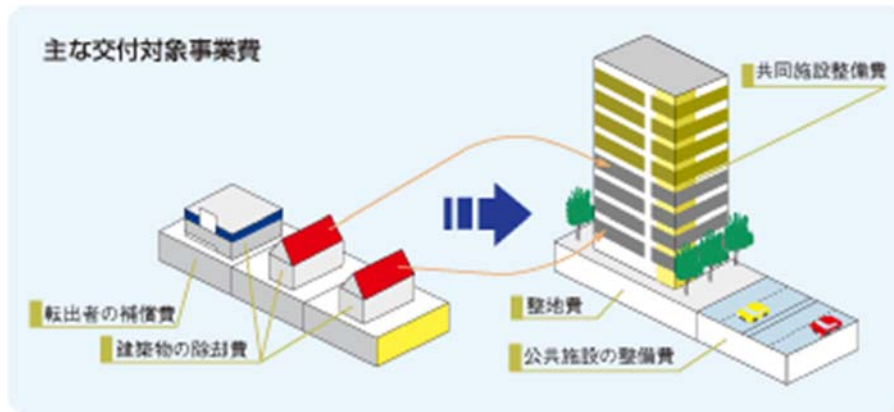 主な交付対象事業費
共同施設整備費
転出者の補償費
建築物の除却費
整地費
公共施設の整備費